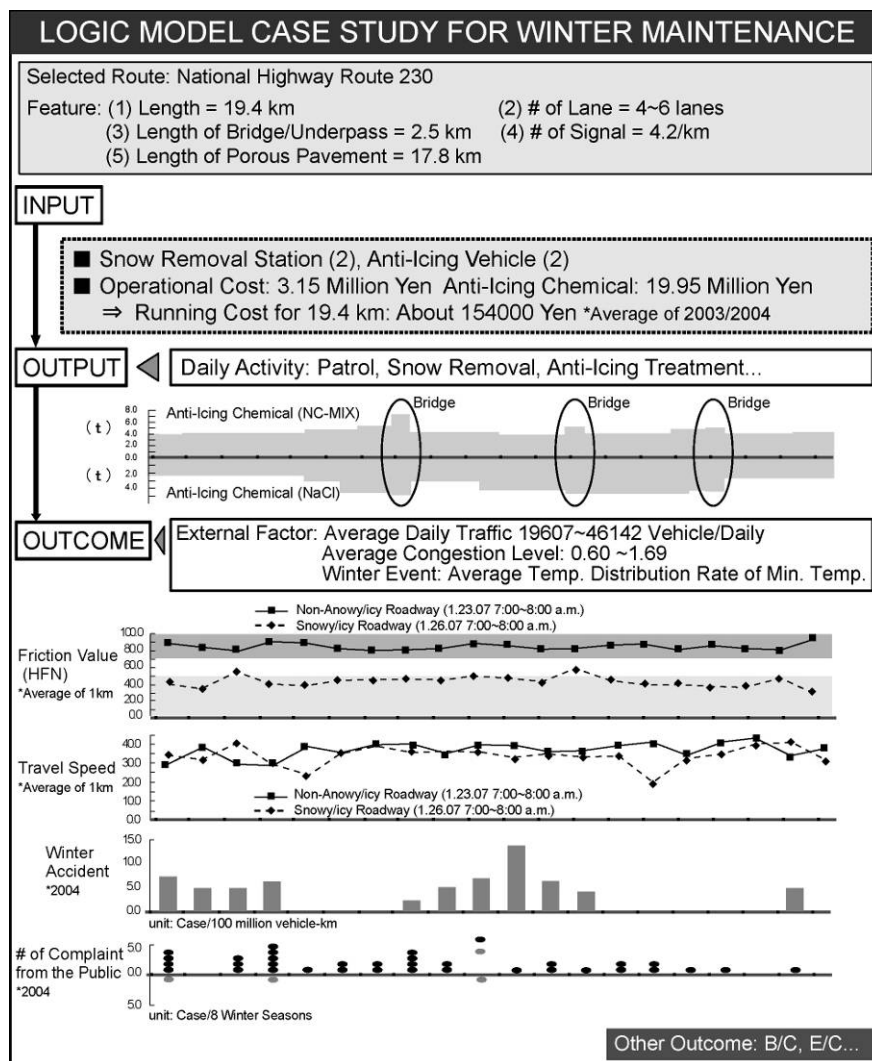 LOGIC MODEL CASE STUDY FOR WINTER MAINTENANCE
Selected Route: National Highway Route 230
Feature: (1) Length = 19.4 km (2) # of Lane = 4~6 lanes
(3) Length of Bridge/Underpass = 2.5 km (4) # of Signal = 4.2/km
(5) Length of Porous Pavement = 17.8 km
INPUT
■ Snow Removal Station (2), Anti-Icing Vehicle (2)
■ Operational Cost: 3.15 Million Yen Anti-Icing Chemical: 19.95 Million Yen
⇒ Running Cost for 19.4 km: About 154000 Yen *Average of 2003/2004
OUTPUT
Daily Activity: Patrol, Snow Removal, Anti-Icing Treatment...
(t)
8.0
6.0
4.0
2.0
0.0
Anti-Icing Chemical (NC-MIX)
Bridge
Bridge
Bridge
(t)
2.0
4.0
Anti-Icing Chemical (NaCl)
OUTCOME
External Factor: Average Daily Traffic 19607~46142 Vehicle/Daily
Average Congestion Level: 0.60 ~1.69
Winter Event: Average Temp. Distribution Rate of Min. Temp.
Non-Anowy/icy Roadway (1.23.07 7:00~8:00 a.m.)
Snowy/icy Roadway (1.26.07 7:00~8:00 a.m.)
Friction Value
(HFN)
*Average of 1km
100.0
80.0
60.0
40.0
20.0
0.0
Travel Speed
*Average of 1km
40.0
30.0
20.0
10.0
0.0
Non-Anowy/icy Roadway (1.23.07 7:00~8:00 a.m.)
Snowy/icy Roadway (1.26.07 7:00~8:00 a.m.)
Winter
Accident
*2004
15.0
10.0
5.0
0.0
unit: Case/100 million vehicle-km
# of Complaint
from the Public
*2004
5.0
0.0
5.0
unit: Case/8 Winter Seasons
Other Outcome: B/C, E/C...